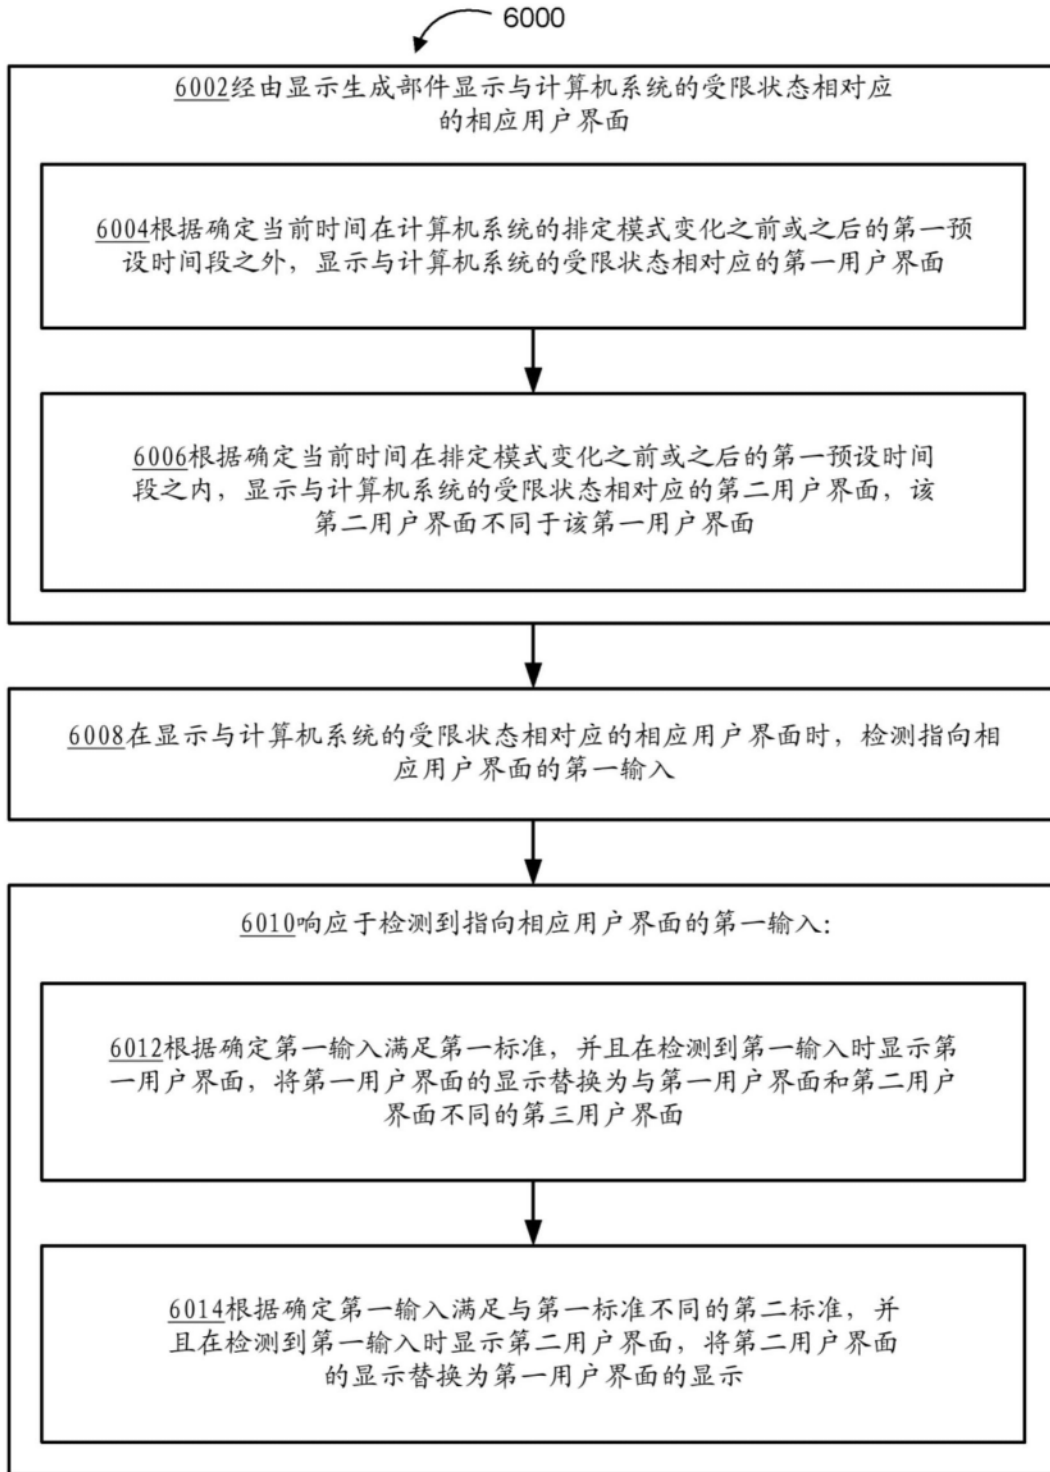 6000
6002经由显示生成部件显示与计算机系统的受限状态相对应
的相应用户界面
6004根据确定当前时间在计算机系统的排定模式变化之前或之后的第一预
设时间段之外，显示与计算机系统的受限状态相对应的第一用户界面
6006根据确定当前时间在排定模式变化之前或之后的第一预设时间
段之内，显示与计算机系统的受限状态相对应的第二用户界面，该
第二用户界面不同于该第一用户界面
6008在显示与计算机系统的受限状态相对应的相应用户界面时，检测指向相
应用户界面的第一输入
6010响应于检测到指向相应用户界面的第一输入：
6012根据确定第一输入满足第一标准，并且在检测到第一输入时显示第
一用户界面，将第一用户界面的显示替换为与第一用户界面和第二用户
界面不同的第三用户界面
6014根据确定第一输入满足与第一标准不同的第二标准，并
且在检测到第一输入时显示第二用户界面，将第二用户界面
的显示替换为第一用户界面的显示